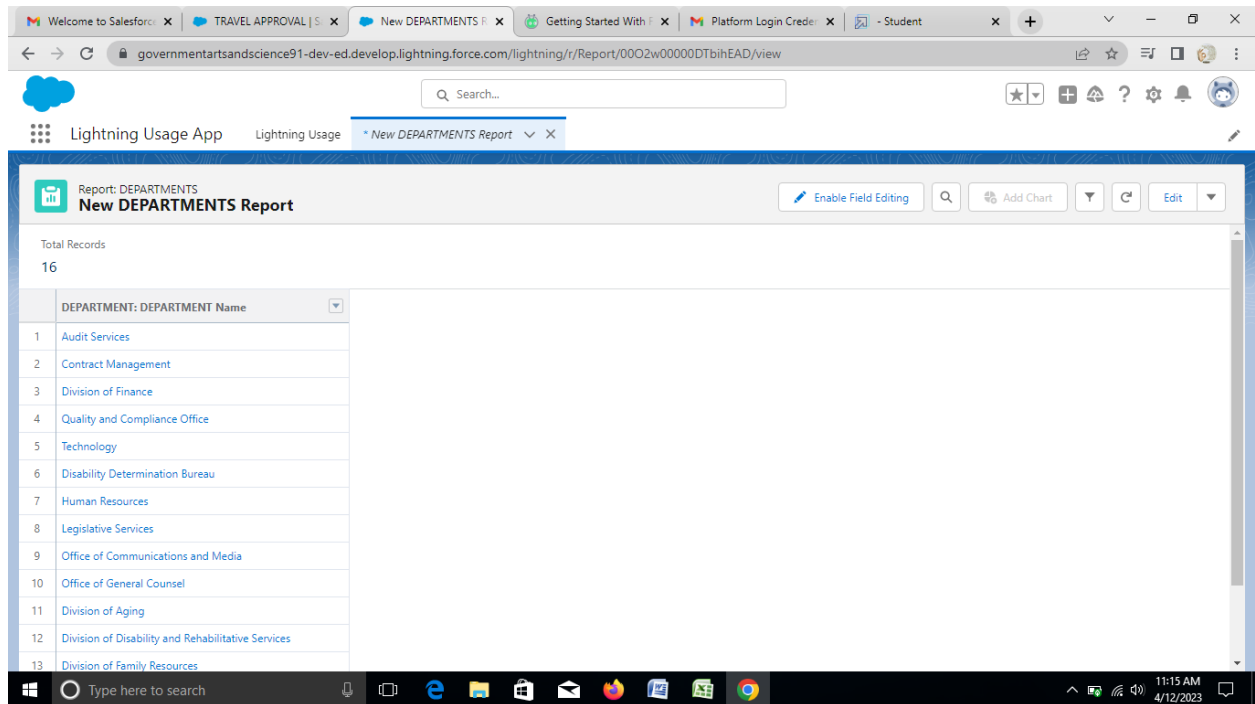 Welcome to Salesforc
TRAVEL APPROVAL | S
New DEPARTMENTS R
Getting Started With F
Platform Login Creder
- Student
governmentartsandscience91-dev-ed.develop.lightning.force.com/lightning/r/Report/00O2w00000DTbihEAD/view
Search...
Lightning Usage App
Lightning Usage
* New DEPARTMENTS Report
Report: DEPARTMENTS
New DEPARTMENTS Report
Enable Field Editing
Add Chart
Edit
Total Records
16
DEPARTMENT: DEPARTMENT Name
1 Audit Services
2 Contract Management
3 Division of Finance
4 Quality and Compliance Office
5 Technology
6 Disability Determination Bureau
7 Human Resources
8 Legislative Services
9 Office of Communications and Media
10 Office of General Counsel
11 Division of Aging
12 Division of Disability and Rehabilitative Services
13 Division of Family Resources
Type here to search
11:15 AM
4/12/2023